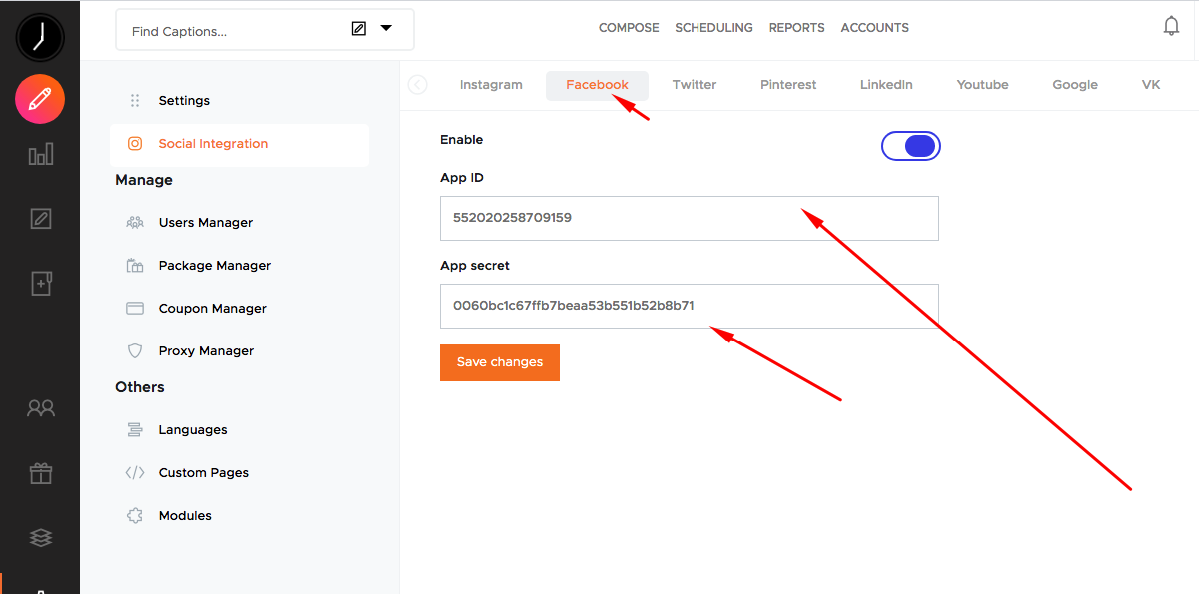 Find Captions...
COMPOSE SCHEDULING REPORTS ACCOUNTS
Instagram Facebook Twitter Pinterest LinkedIn Youtube Google VK
Settings
Social Integration
Manage
Users Manager
Package Manager
Coupon Manager
Proxy Manager
Others
Languages
Custom Pages
Modules
Enable
App ID
552020258709159
App secret
0060bc1c67ffb7beaa53b551b52b8b71
Save changes